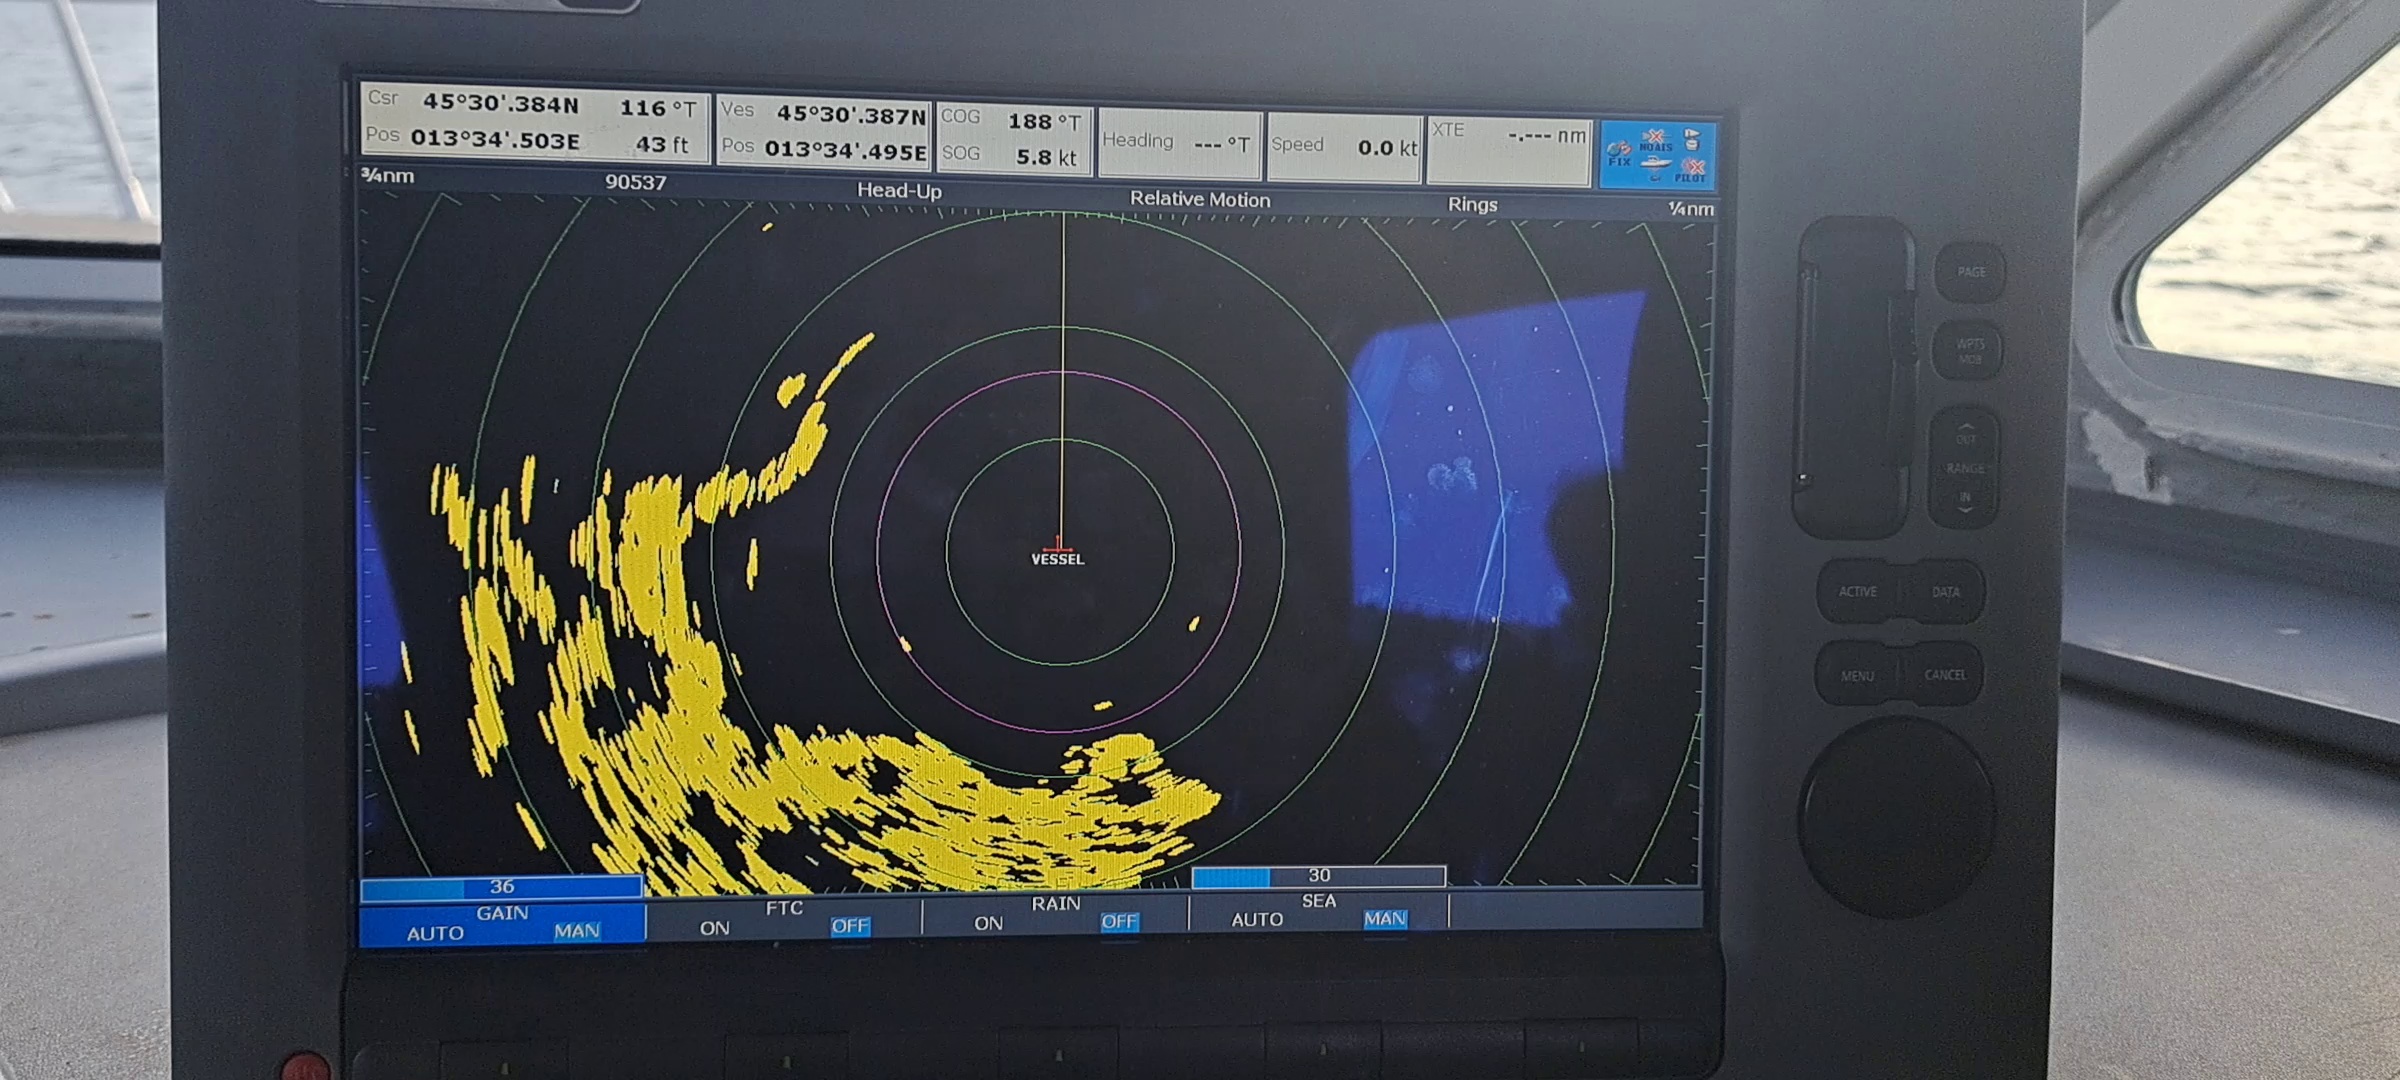 Csr 45°30'.384N 116 °T
Pos 013°34'.503E 43 ft
Ves 45°30'.387N
Pos 013°34'.495E
COG 188 °T
SOG 5.8 kt
Heading --- °T
Speed 0.0 kt
XTE -.--- nm
FIX
NOAIS
PILOT
¾nm 90537 Head-Up Relative Motion Rings ¼nm
VESSEL
36
GAIN
AUTO MAN
FTC
ON OFF
RAIN
ON OFF
30
SEA
AUTO MAN
PAGE
WPTS
MOB
OUT
RANGE
IN
ACTIVE
DATA
MENU
CANCEL